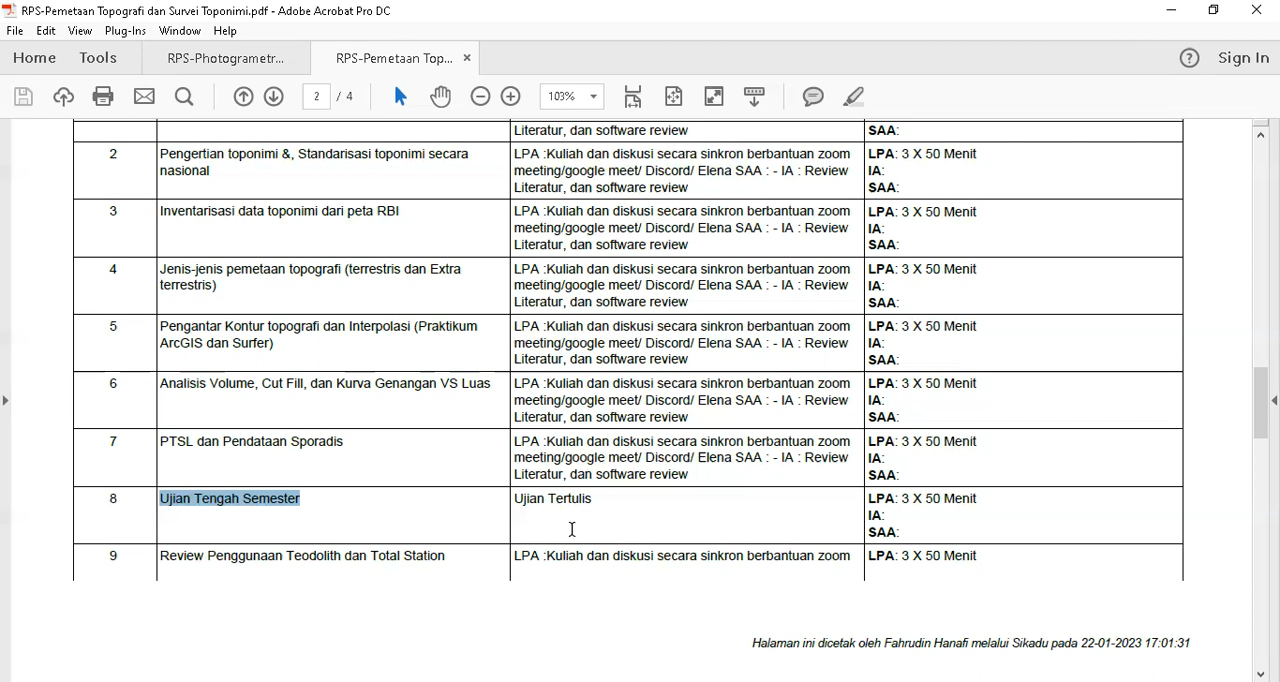 RPS-Pemetaan Topografi dan Survei Toponimi.pdf - Adobe Acrobat Pro DC
File Edit View Plug-Ins Window Help
Home Tools RPS-Photogrametr... RPS-Pemetaan Top... × ? Sign In
2 / 4 103%
Literatur, dan software review SAA:
2 Pengertian toponimi &, Standarisasi toponimi secara LPA :Kuliah dan diskusi secara sinkron berbantuan zoom LPA: 3 X 50 Menit
nasional meeting/google meet/ Discord/ Elena SAA : - IA : Review IA:
Literatur, dan software review SAA:
3 Inventarisasi data toponimi dari peta RBI LPA :Kuliah dan diskusi secara sinkron berbantuan zoom LPA: 3 X 50 Menit
meeting/google meet/ Discord/ Elena SAA : - IA : Review IA:
Literatur, dan software review SAA:
4 Jenis-jenis pemetaan topografi (terrestris dan Extra LPA :Kuliah dan diskusi secara sinkron berbantuan zoom LPA: 3 X 50 Menit
terrestris) meeting/google meet/ Discord/ Elena SAA : - IA : Review IA:
Literatur, dan software review SAA:
5 Pengantar Kontur topografi dan Interpolasi (Praktikum LPA :Kuliah dan diskusi secara sinkron berbantuan zoom LPA: 3 X 50 Menit
ArcGIS dan Surfer) meeting/google meet/ Discord/ Elena SAA : - IA : Review IA:
Literatur, dan software review SAA:
6 Analisis Volume, Cut Fill, dan Kurva Genangan VS Luas LPA :Kuliah dan diskusi secara sinkron berbantuan zoom LPA: 3 X 50 Menit
meeting/google meet/ Discord/ Elena SAA : - IA : Review IA:
Literatur, dan software review SAA:
7 PTSL dan Pendataan Sporadis LPA :Kuliah dan diskusi secara sinkron berbantuan zoom LPA: 3 X 50 Menit
meeting/google meet/ Discord/ Elena SAA : - IA : Review IA:
Literatur, dan software review SAA:
8 Ujian Tengah Semester Ujian Tertulis LPA: 3 X 50 Menit
IA:
SAA:
9 Review Penggunaan Teodolith dan Total Station LPA :Kuliah dan diskusi secara sinkron berbantuan zoom LPA: 3 X 50 Menit
Halaman ini dicetak oleh Fahrudin Hanafi melalui Sikadu pada 22-01-2023 17:01:31